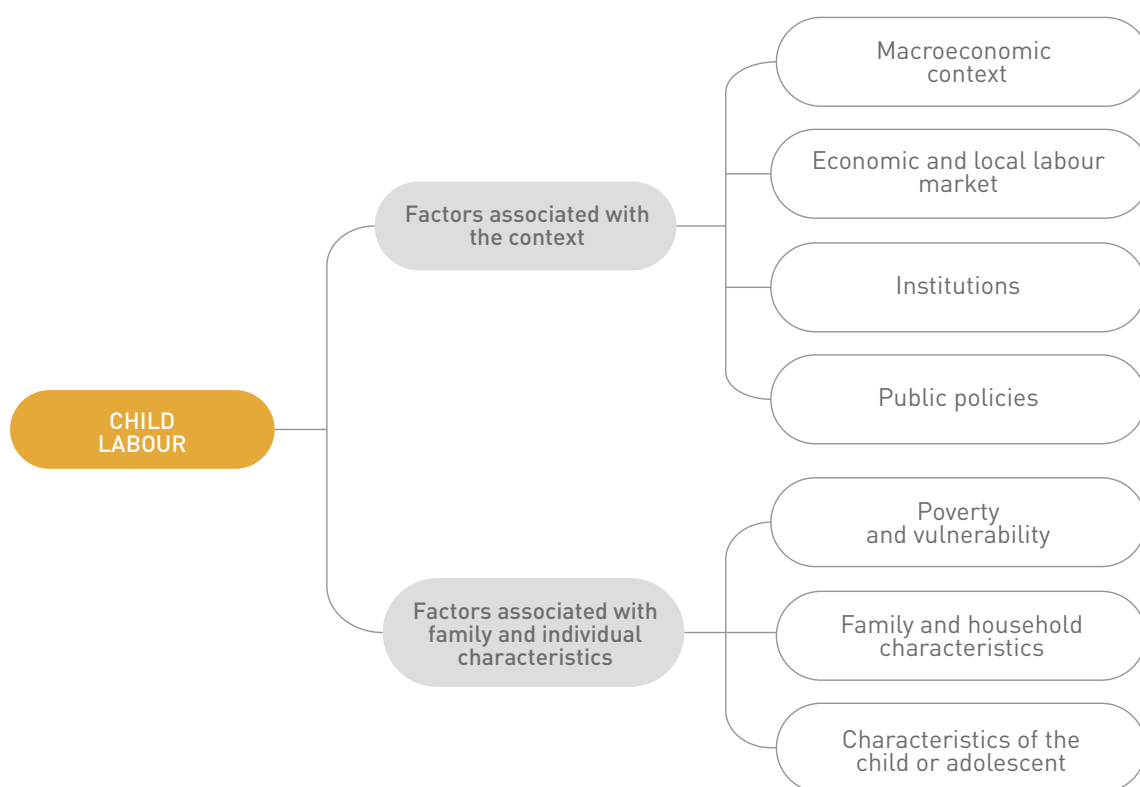 Macroeconomic
context
Economic and local labour
market
Factors associated with
the context
Institutions
Public policies
CHILD
LABOUR
Poverty
and vulnerability
Factors associated with
family and individual
characteristics
Family and household
characteristics
Characteristics of the
child or adolescent